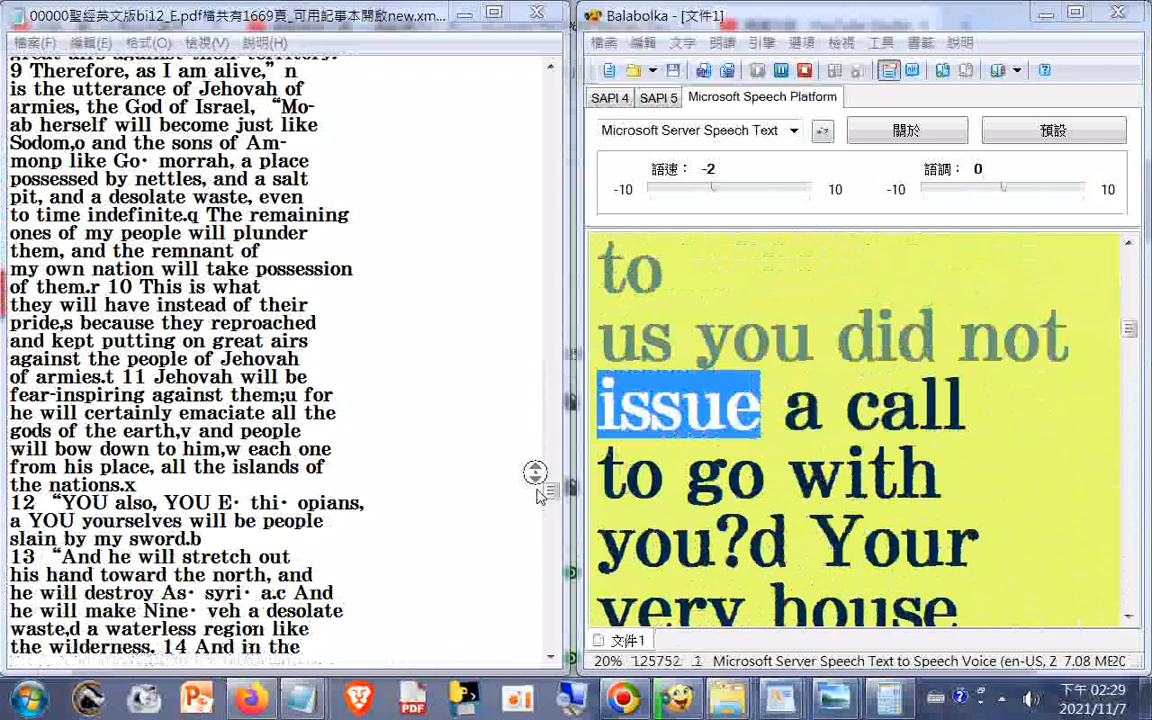 00000聖經英文版bi12_E.pdf檔共有1669頁_可用記事本開啟new.xm...
檔案(F) 編輯(E) 格式(O) 檢視(V) 說明(H)
9 Therefore, as I am alive,” n
is the utterance of Jehovah of
armies, the God of Israel, “Mo-
ab herself will become just like
Sodom,o and the sons of Am-
monp like Go· morrah, a place
possessed by nettles, and a salt
pit, and a desolate waste, even
to time indefinite.q The remaining
ones of my people will plunder
them, and the remnant of
my own nation will take possession
of them.r 10 This is what
they will have instead of their
pride,s because they reproached
and kept putting on great airs
against the people of Jehovah
of armies.t 11 Jehovah will be
fear-inspiring against them;u for
he will certainly emaciate all the
gods of the earth,v and people
will bow down to him,w each one
from his place, all the islands of
the nations.x
12 “YOU also, YOU E· thi· opians,
a YOU yourselves will be people
slain by my sword.b
13 “And he will stretch out
his hand toward the north, and
he will destroy As· syri· a.c And
he will make Nine· veh a desolate
waste,d a waterless region like
the wilderness. 14 And in the
Balabolka - [文件1]
檔案 編輯 文字 朗讀 引擎 選項 檢視 工具 書籤 說明
SAPI 4 SAPI 5 Microsoft Speech Platform
Microsoft Server Speech Text 關於 預設
語速： -2 語調： 0
-10 10 -10 10
to
us you did not
issue a call
to go with
you?d Your
very house
文件1
20% 125752 Microsoft Server Speech Text to Speech Voice (en-US, Z 7.08 ME20
下午 02:29
2021/11/7